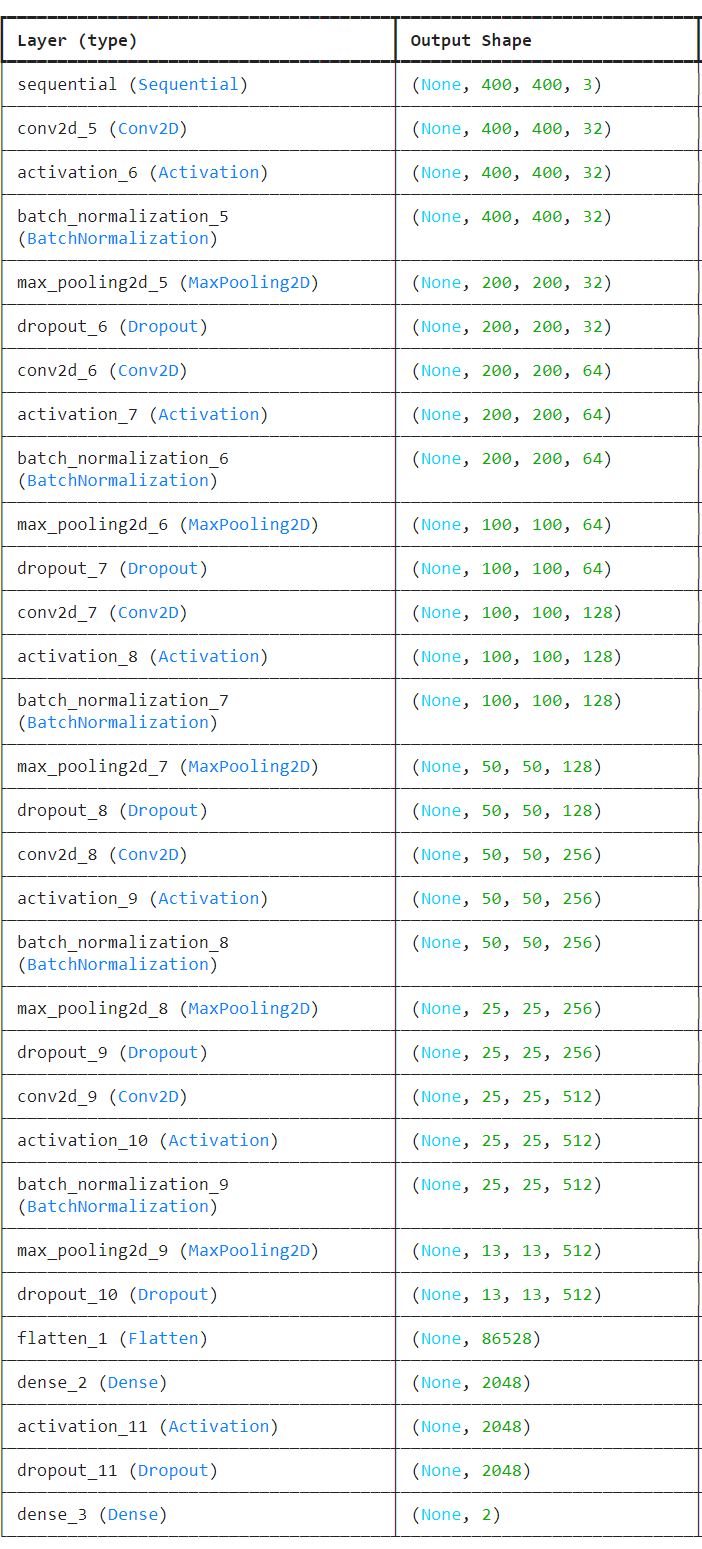 Layer (type) Output Shape
sequential (Sequential) (None, 400, 400, 3)
conv2d_5 (Conv2D) (None, 400, 400, 32)
activation_6 (Activation) (None, 400, 400, 32)
batch_normalization_5 (None, 400, 400, 32)
(BatchNormalization)
max_pooling2d_5 (MaxPooling2D) (None, 200, 200, 32)
dropout_6 (Dropout) (None, 200, 200, 32)
conv2d_6 (Conv2D) (None, 200, 200, 64)
activation_7 (Activation) (None, 200, 200, 64)
batch_normalization_6 (None, 200, 200, 64)
(BatchNormalization)
max_pooling2d_6 (MaxPooling2D) (None, 100, 100, 64)
dropout_7 (Dropout) (None, 100, 100, 64)
conv2d_7 (Conv2D) (None, 100, 100, 128)
activation_8 (Activation) (None, 100, 100, 128)
batch_normalization_7 (None, 100, 100, 128)
(BatchNormalization)
max_pooling2d_7 (MaxPooling2D) (None, 50, 50, 128)
dropout_8 (Dropout) (None, 50, 50, 128)
conv2d_8 (Conv2D) (None, 50, 50, 256)
activation_9 (Activation) (None, 50, 50, 256)
batch_normalization_8 (None, 50, 50, 256)
(BatchNormalization)
max_pooling2d_8 (MaxPooling2D) (None, 25, 25, 256)
dropout_9 (Dropout) (None, 25, 25, 256)
conv2d_9 (Conv2D) (None, 25, 25, 512)
activation_10 (Activation) (None, 25, 25, 512)
batch_normalization_9 (None, 25, 25, 512)
(BatchNormalization)
max_pooling2d_9 (MaxPooling2D) (None, 13, 13, 512)
dropout_10 (Dropout) (None, 13, 13, 512)
flatten_1 (Flatten) (None, 86528)
dense_2 (Dense) (None, 2048)
activation_11 (Activation) (None, 2048)
dropout_11 (Dropout) (None, 2048)
dense_3 (Dense) (None, 2)